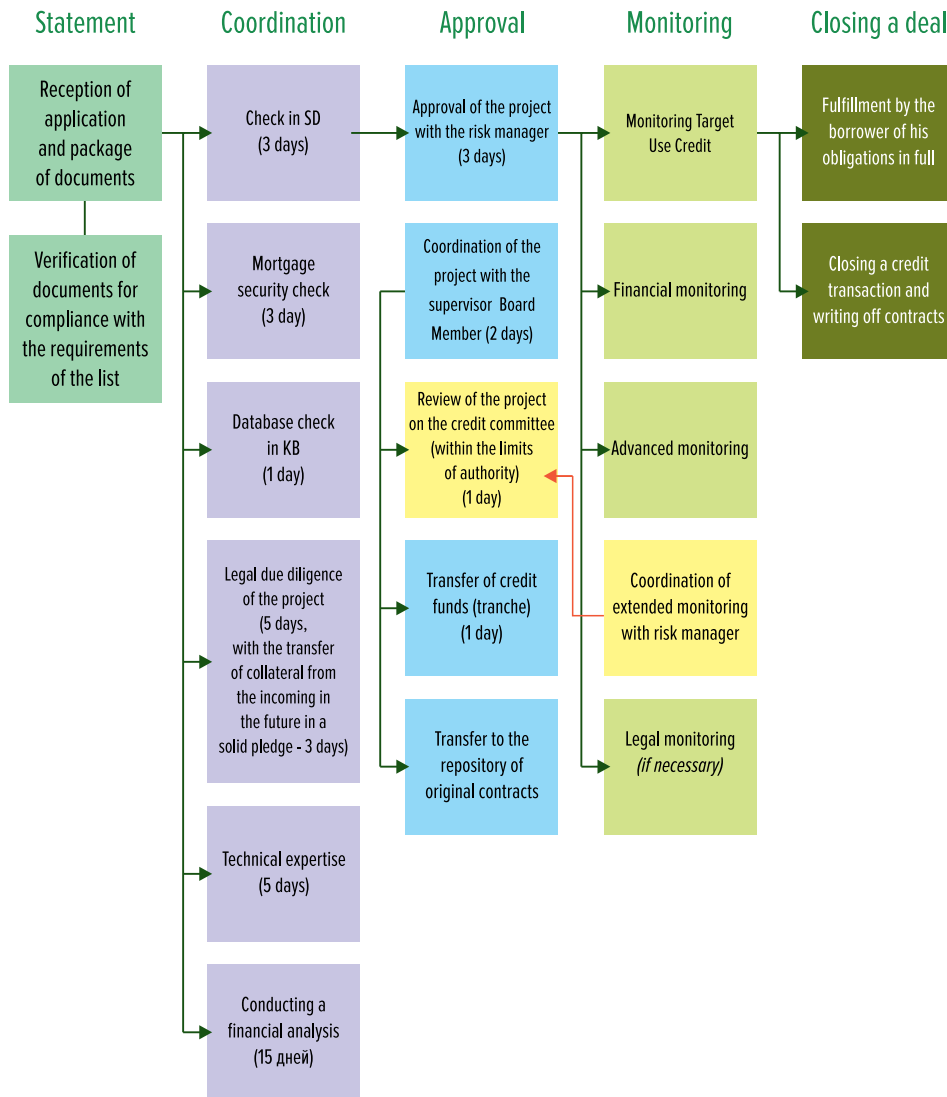 Statement
Coordination
Approval
Monitoring
Closing a deal
Reception of
application
and package
of documents
Verification of
documents for
compliance with
the requirements
of the list
Check in SD
(3 days)
Mortgage
security check
(3 day)
Database check
in KB
(1 day)
Legal due diligence
of the project
(5 days,
with the transfer
of collateral from
the incoming in
the future in a
solid pledge - 3 days)
Technical expertise
(5 days)
Conducting a
financial analysis
(15 дней)
Approval of the project
with the risk manager
(3 days)
Coordination of the
project with the
supervisor Board
Member (2 days)
Review of the project
on the credit committee
(within the limits
of authority)
(1 day)
Transfer of credit
funds (tranche)
(1 day)
Transfer to the
repository of
original contracts
Monitoring Target
Use Credit
Financial monitoring
Advanced monitoring
Coordination of
extended monitoring
with risk manager
Legal monitoring
(if necessary)
Fulfillment by the
borrower of his
obligations in full
Closing a credit
transaction and
writing off contracts